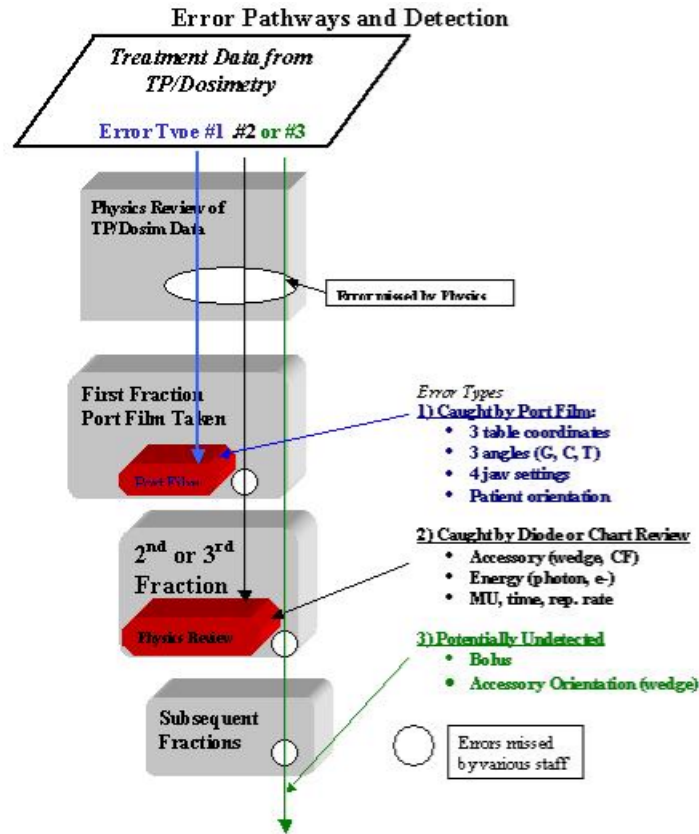 Error Pathways and Detection
Treatment Data from
TP/Dosimetry
Error Type #1 #2 or #3
Physics Review of
TP/Dosim Data
Error missed by Physics
First Fraction
Port Film Taken
Port Film
Error Types
1) Caught by Port Film:
• 3 table coordinates
• 3 angles (G, C, T)
• 4 jaw settings
• Patient orientation
2nd or 3rd
Fraction
Physics Review
2) Caught by Diode or Chart Review
• Accessory (wedge, CF)
• Energy (photon, e-)
• MU, time, rep. rate
3) Potentially Undetected
• Bolus
• Accessory Orientation (wedge)
Subsequent
Fractions
Errors missed
by various staff